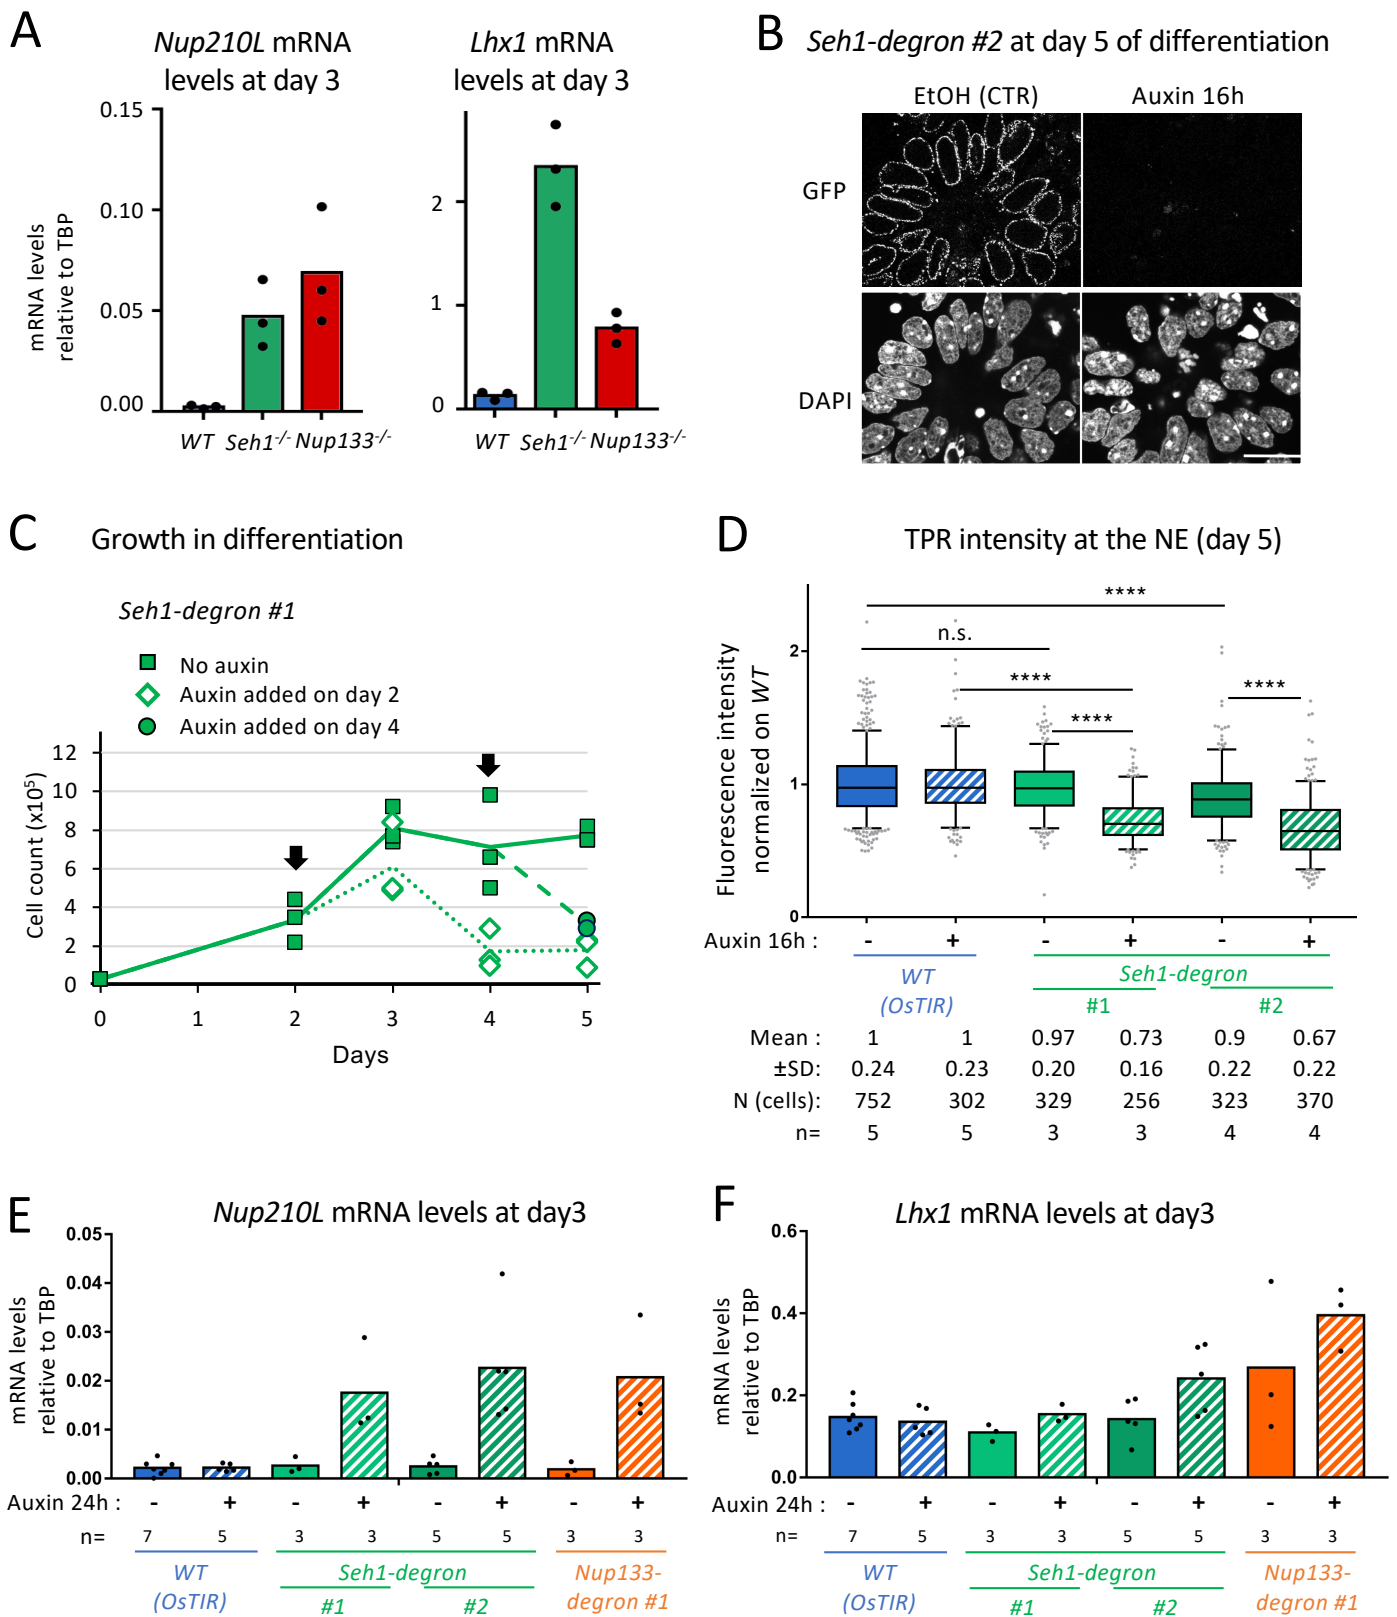 A
Nup210L mRNA
levels at day 3
Lhx1 mRNA
levels at day 3
mRNA levels
relative to TBP
0.15
0.10
0.05
0.00
2
1
0
WT Seh1-/- Nup133-/-
WT Seh1-/- Nup133-/-
B
Seh1-degron #2 at day 5 of differentiation
EtOH (CTR)
Auxin 16h
GFP
DAPI
C
Growth in differentiation
Seh1-degron #1
No auxin
Auxin added on day 2
Auxin added on day 4
Cell count (x10⁵)
12
10
8
6
4
2
0
0 1 2 3 4 5
Days
D
TPR intensity at the NE (day 5)
Fluorescence intensity
normalized on WT
2
1
0
****
n.s.
****
****
****
Auxin 16h : - + - + - +
WT
(OsTIR)
Seh1-degron
#1 #2
Mean : 1 1 0.97 0.73 0.9 0.67
±SD: 0.24 0.23 0.20 0.16 0.22 0.22
N (cells): 752 302 329 256 323 370
n= 5 5 3 3 4 4
E
Nup210L mRNA levels at day3
mRNA levels
relative to TBP
0.05
0.04
0.03
0.02
0.01
0.00
Auxin 24h : - + - + - + - +
n= 7 5 3 3 5 5 3 3
WT
(OsTIR)
Seh1-degron
#1 #2
Nup133-
degron #1
F
Lhx1 mRNA levels at day3
mRNA levels
relative to TBP
0.6
0.4
0.2
0.0
Auxin 24h : - + - + - + - +
n= 7 5 3 3 5 5 3 3
WT
(OsTIR)
Seh1-degron
#1 #2
Nup133-
degron #1